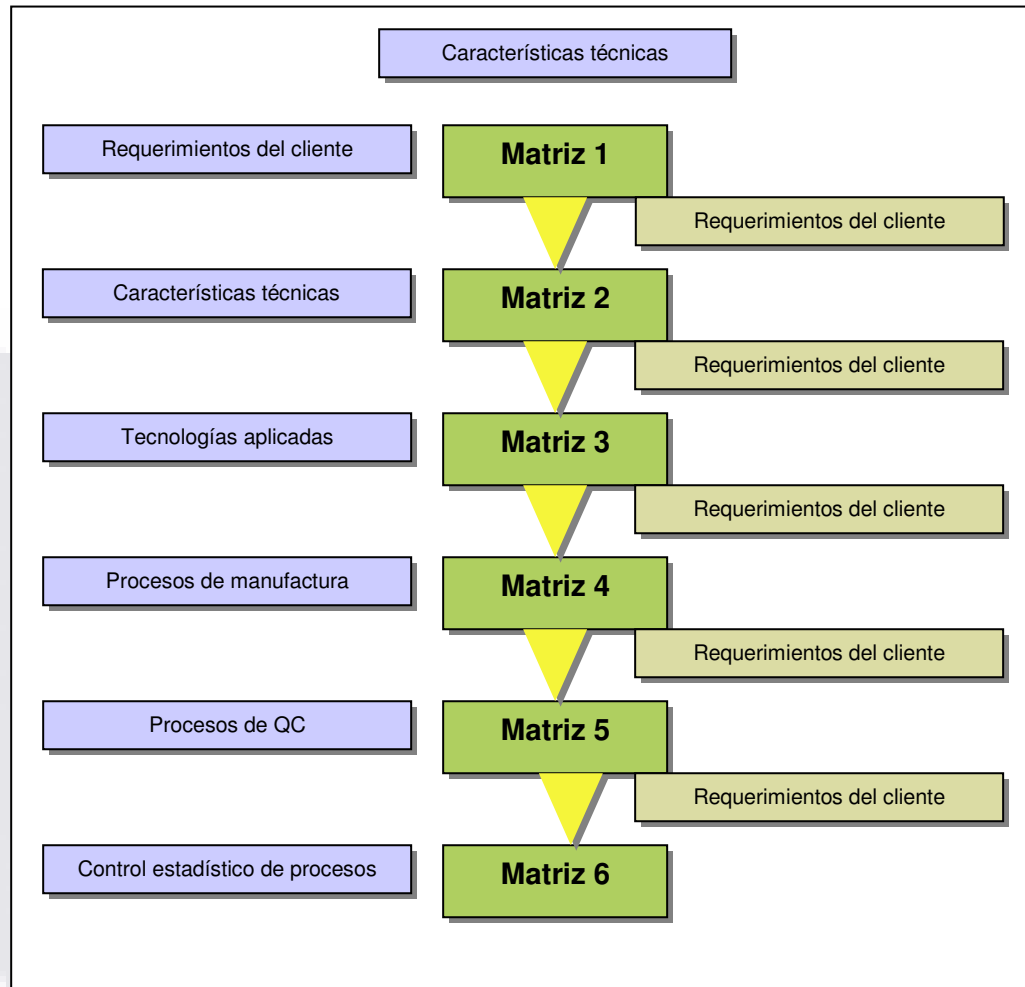 Características técnicas
Requerimientos del cliente
Matriz 1
Requerimientos del cliente
Características técnicas
Matriz 2
Requerimientos del cliente
Tecnologías aplicadas
Matriz 3
Requerimientos del cliente
Procesos de manufactura
Matriz 4
Requerimientos del cliente
Procesos de QC
Matriz 5
Requerimientos del cliente
Control estadístico de procesos
Matriz 6